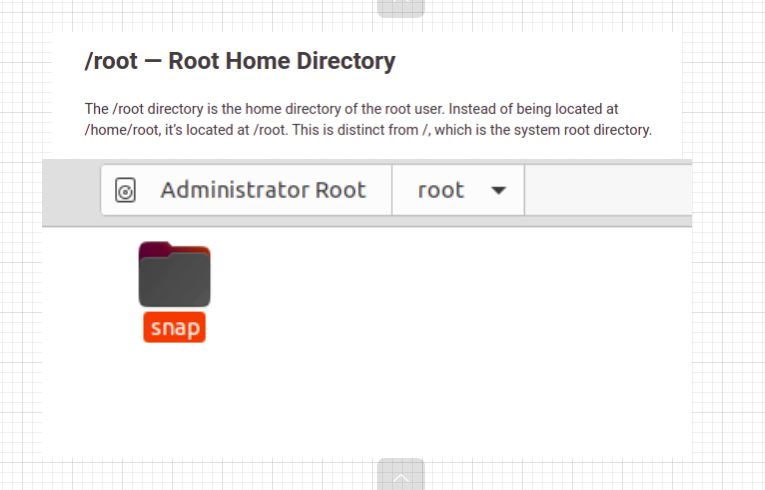 /root — Root Home Directory
The /root directory is the home directory of the root user. Instead of being located at
/home/root, it’s located at /root. This is distinct from /, which is the system root directory.
Administrator Root root
snap